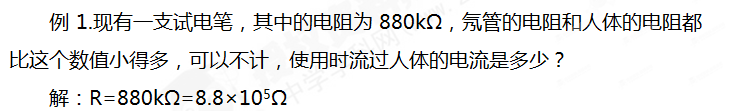 例 1.现有一支试电笔，其中的电阻为 880kΩ，氖管的电阻和人体的电阻都
比这个数值小得多，可以不计，使用时流过人体的电流是多少？
解：R=880kΩ=8.8×10⁵Ω